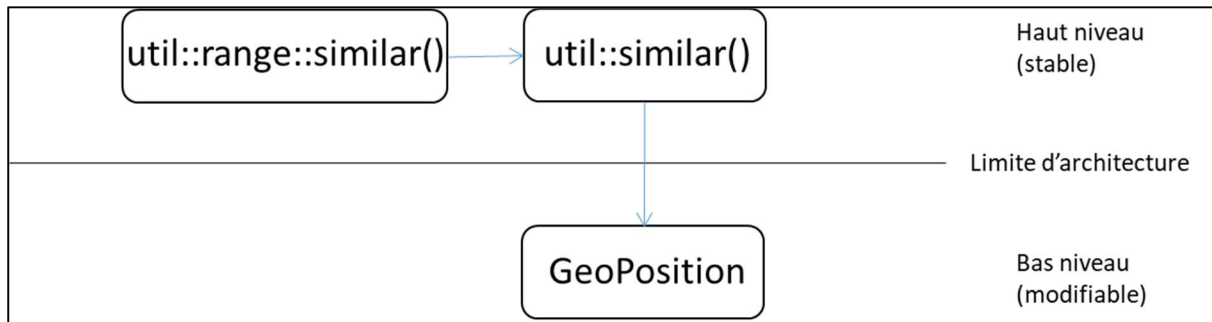 util::range::similar()
util::similar()
Haut niveau
(stable)
Limite d’architecture
GeoPosition
Bas niveau
(modifiable)